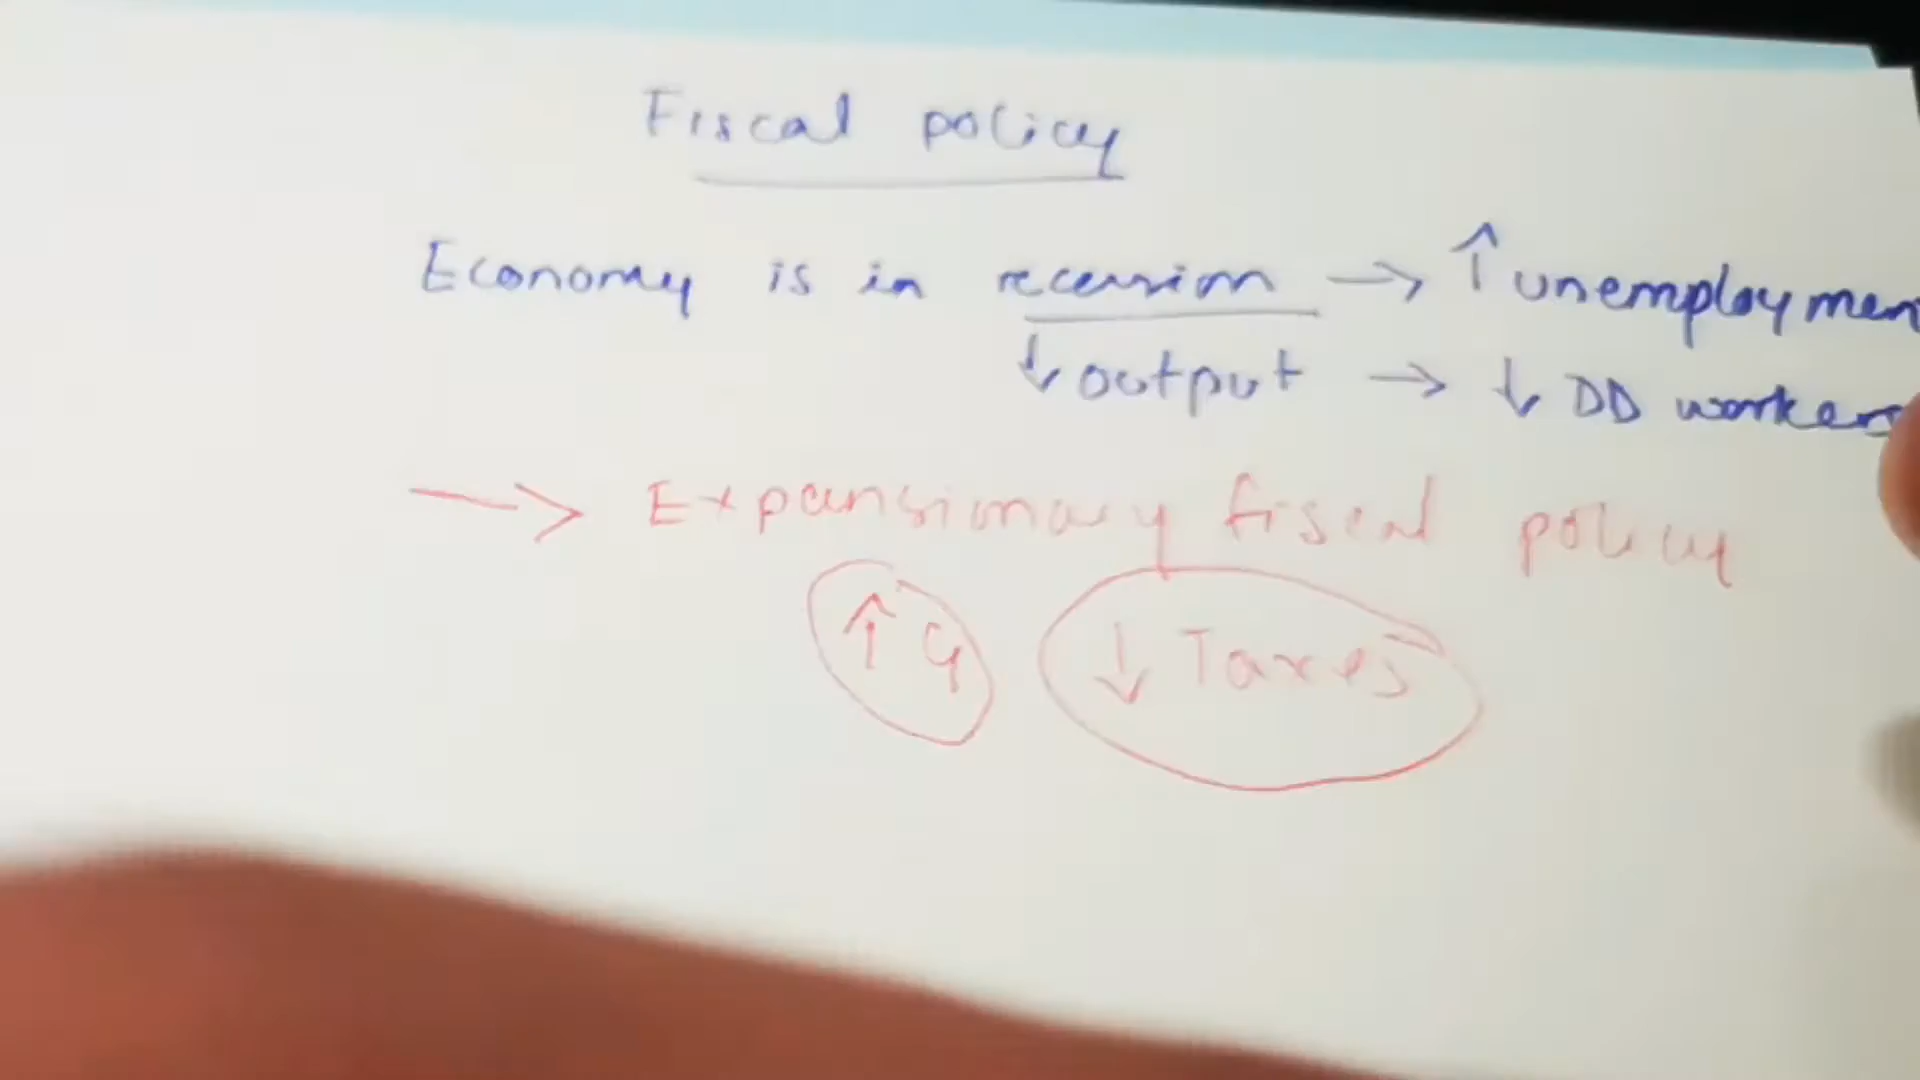 Fiscal policy
Economy is in recession → ↑ unemploymen
↓ output → ↓ DD workers
→ Expansionary fiscal policy
↑ G ↓ Taxes